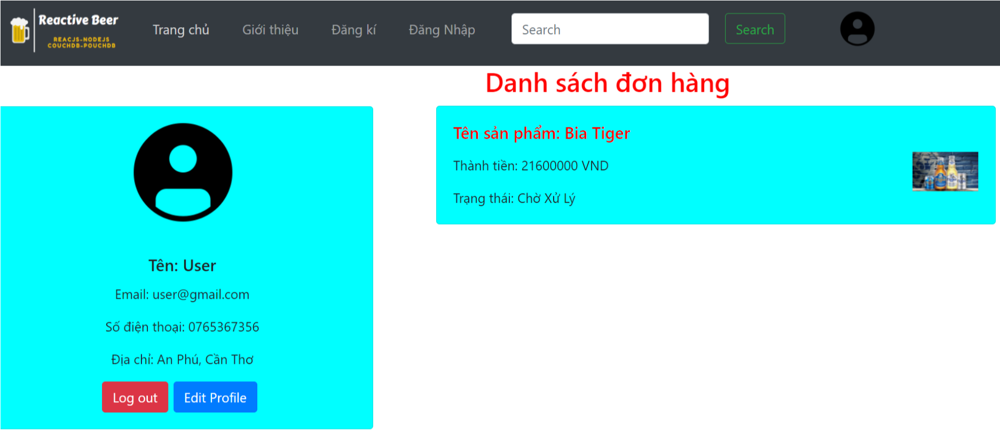 Reactive Beer
REACJS-NODEJS
COUCHDB-POUCHDB
Trang chủ
Giới thiệu
Đăng kí
Đăng Nhập
Search
Search
Danh sách đơn hàng
Tên: User
Email: user@gmail.com
Số điện thoại: 0765367356
Địa chỉ: An Phú, Cần Thơ
Log out
Edit Profile
Tên sản phẩm: Bia Tiger
Thành tiền: 21600000 VND
Trạng thái: Chờ Xử Lý